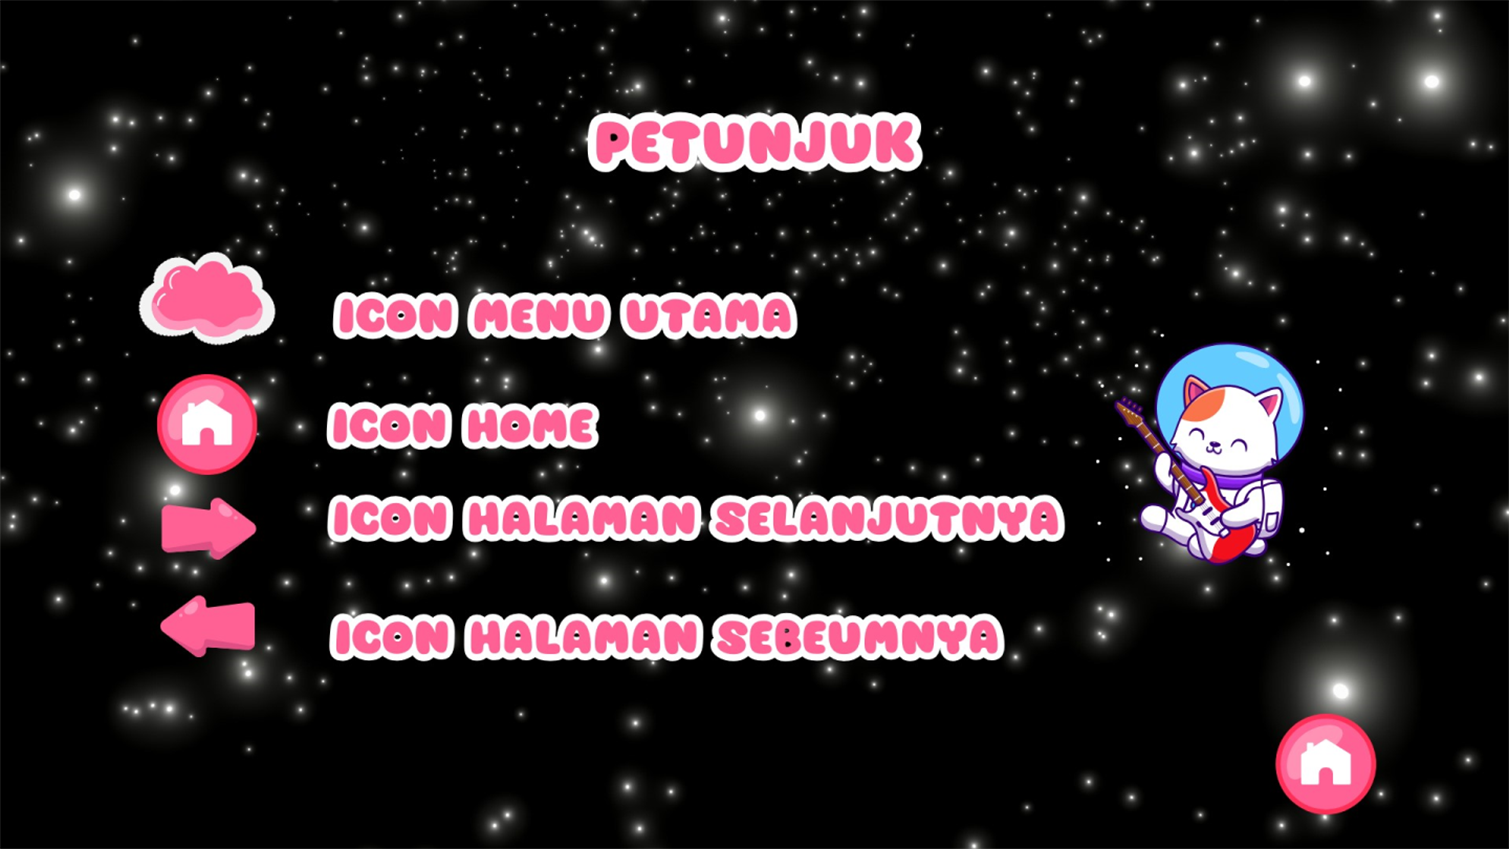 PETUNJUK
ICON MENU UTAMA
ICON HOME
ICON HALAMAN SELANJUTNYA
ICON HALAMAN SEBEUMNYA